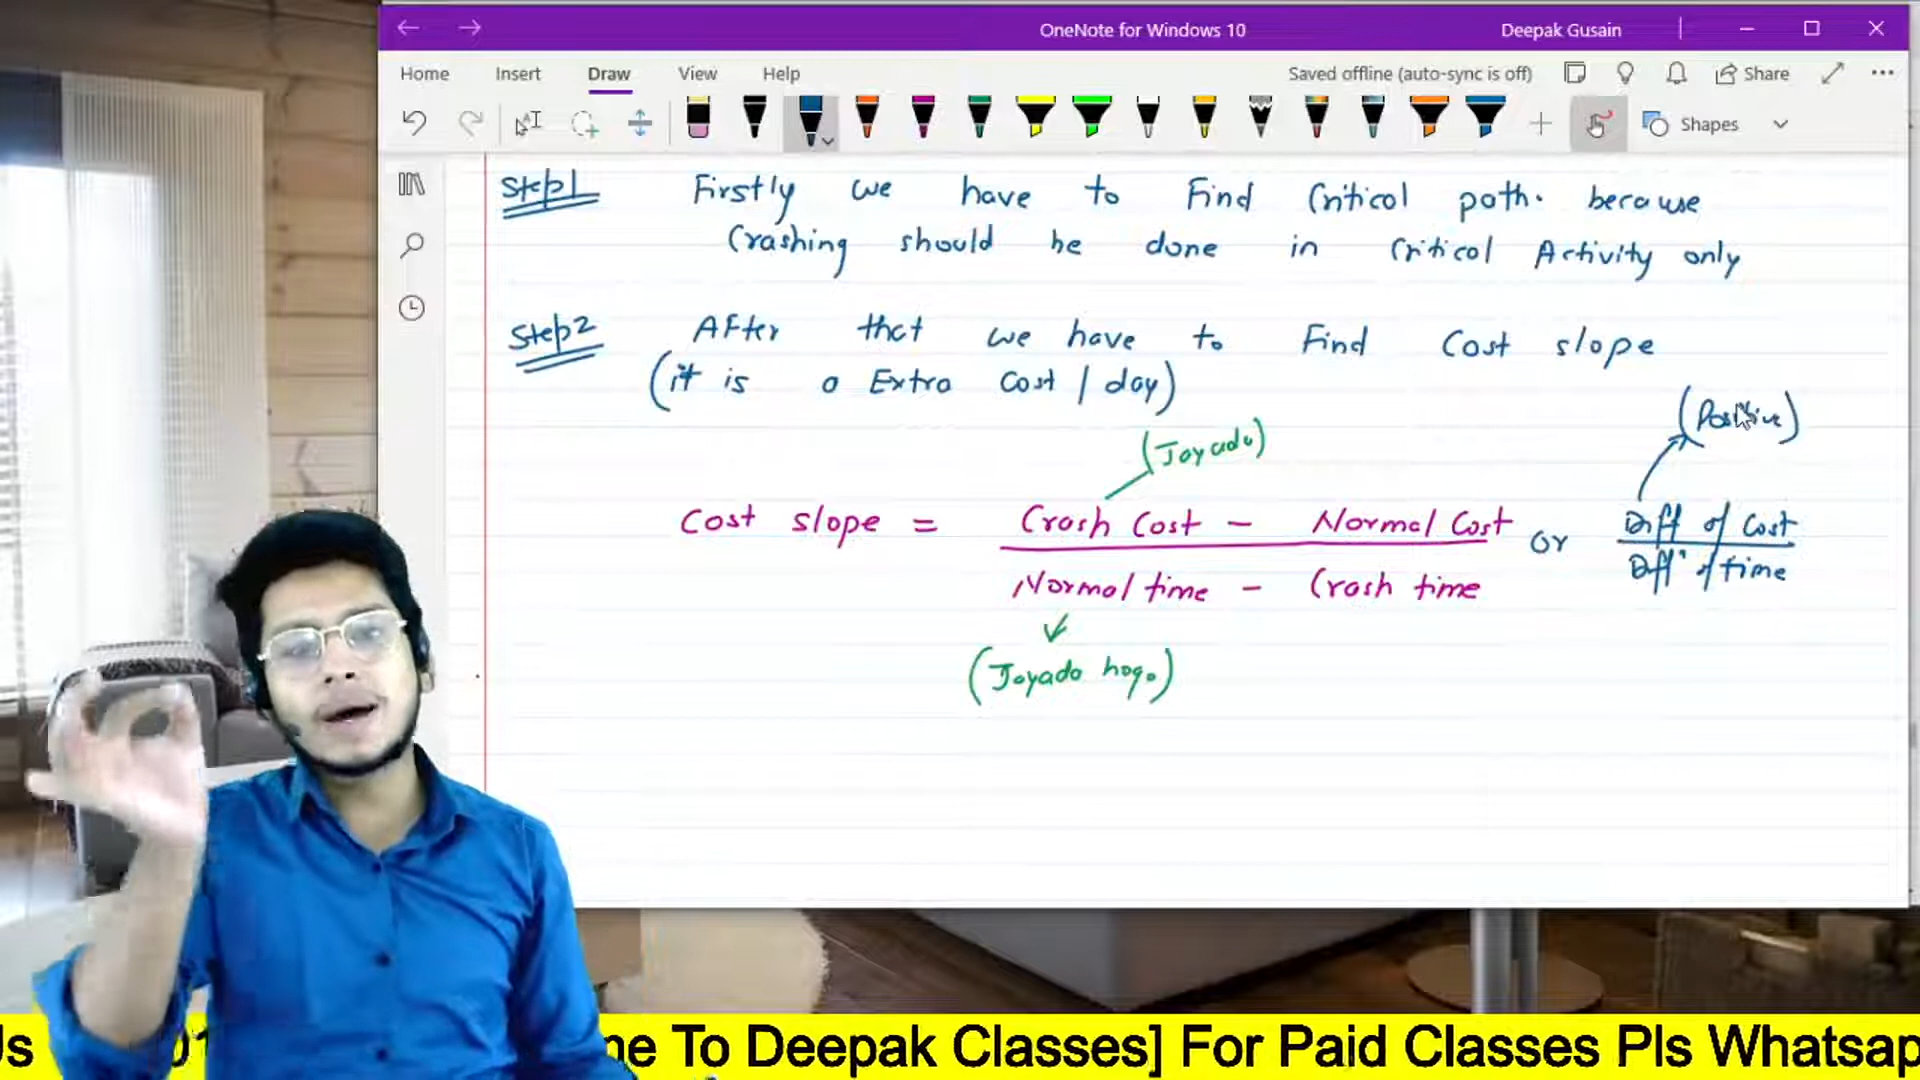 OneNote for Windows 10
Deepak Gusain
Home Insert Draw View Help
Saved offline (auto-sync is off)
Share
Shapes
Step1 Firstly we have to Find Critical path. because
Crashing should be done in Critical Activity only
Step2 After that we have to Find Cost slope
(it is a Extra Cost / day)
(Positive)
(Jayada)
Cost slope = Crash Cost - Normal Cost or Diff of Cost
Normal time - Crash time Diff of time
(Jayada hoga)
ne To Deepak Classes] For Paid Classes Pls Whatsap